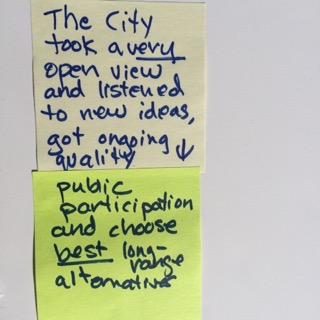 The City
took a very
open view
and listened
to new ideas,
got ongoing
quality ↓
public
participation
and choose
best long-
range
alternatives